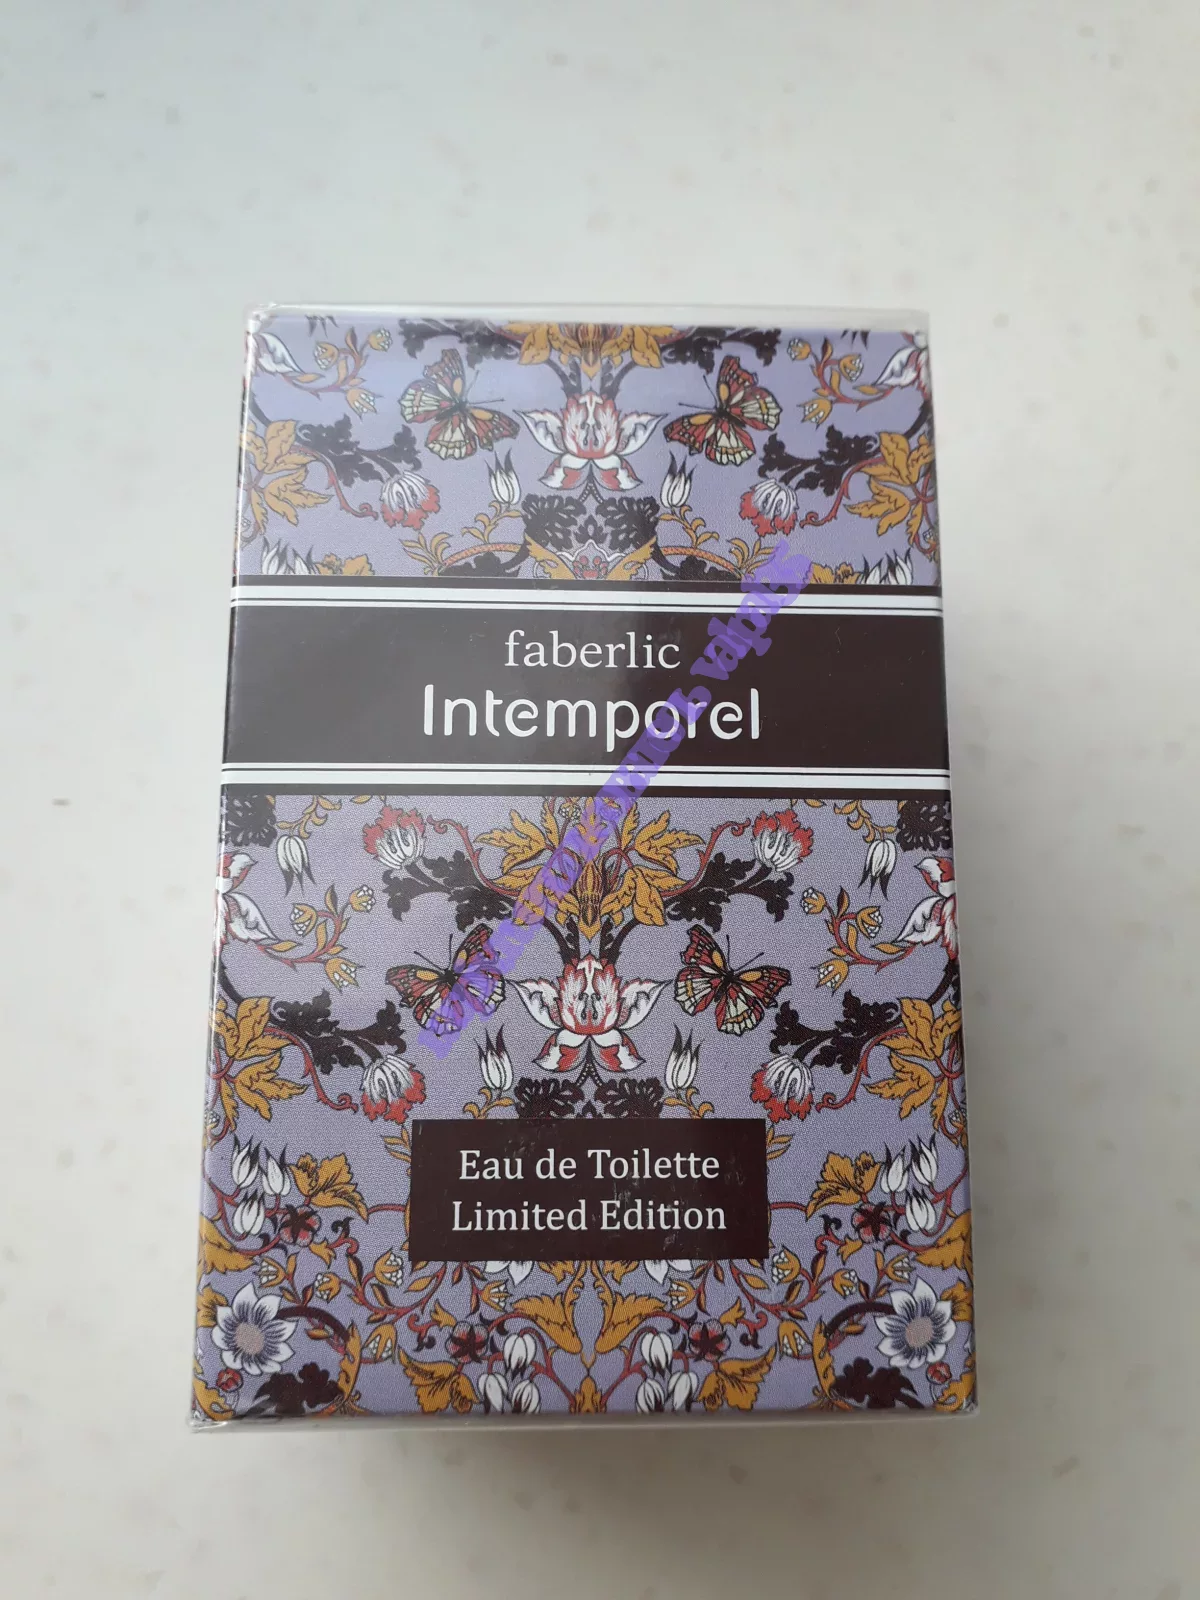 faberlic
Intemporel
Eau de Toilette
Limited Edition